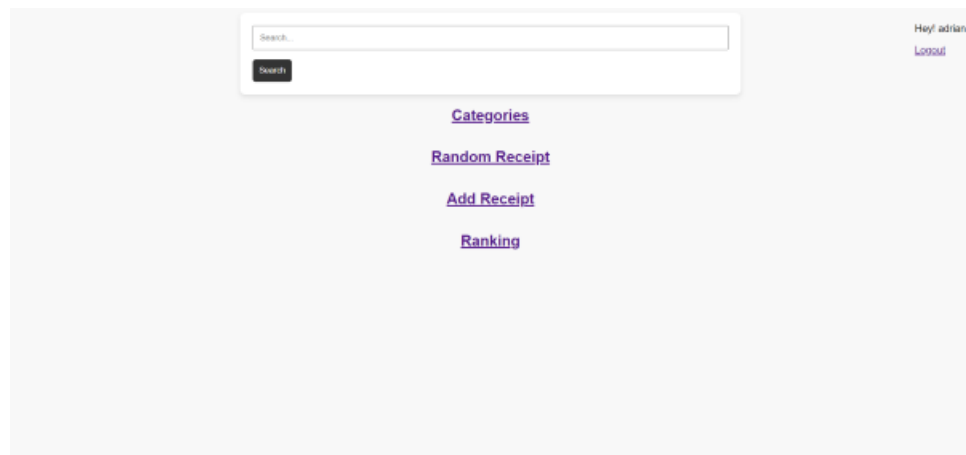 Search...
Hey! adrian
Logout
Search
Categories
Random Receipt
Add Receipt
Ranking